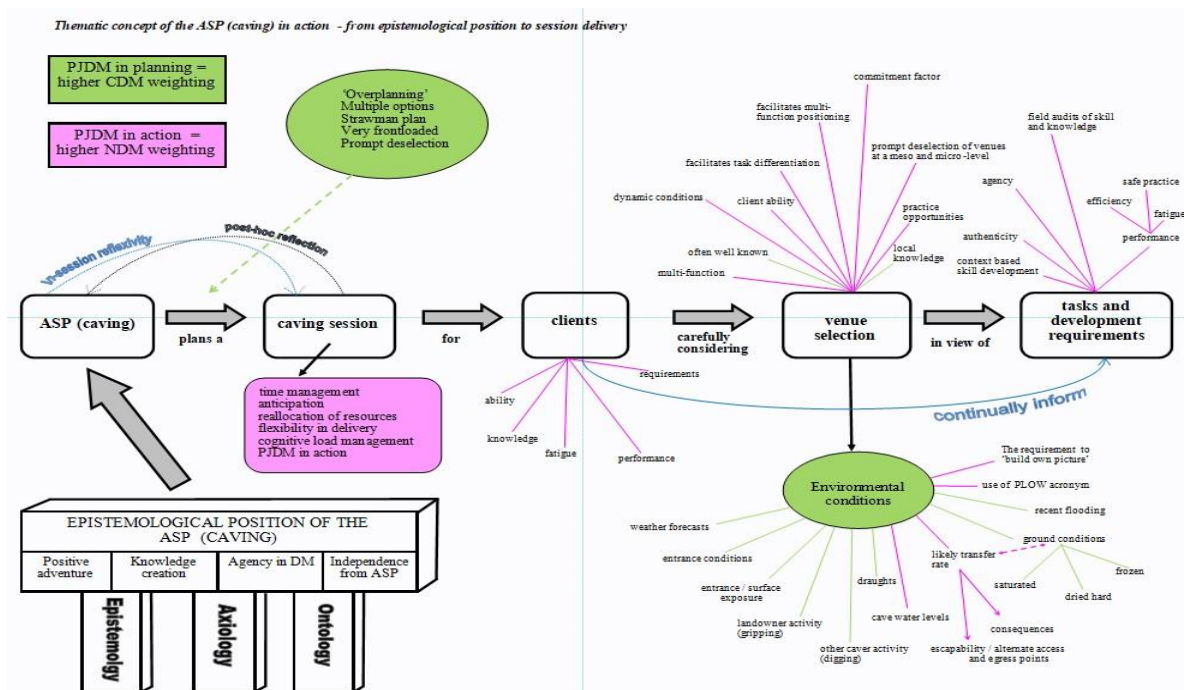 Thematic concept of the ASP (caving) in action - from epistemological position to session delivery
PJDM in planning =
higher CDM weighting
PJDM in action =
higher NDM weighting
'Overplanning'
Multiple options
Strawman plan
Very frontloaded
Prompt deselection
commitment factor
facilitates multi-
function positioning
prompt deselection of venues
at a meso and micro-level
facilitates task differentiation
dynamic conditions
client ability
practice
opportunities
often well known
local
knowledge
multi-function
field audits of skill
and knowledge
agency
safe practice
efficiency
fatigue
performance
authenticity
context based
skill development
In-session reflexivity
post-hoc reflection
ASP (caving)
plans a
caving session
for
clients
carefully
considering
venue
selection
in view of
tasks and
development
requirements
time management
anticipation
reallocation of resources
flexibility in delivery
cognitive load management
PJDM in action
requirements
ability
knowledge
fatigue
performance
continually inform
Environmental
conditions
The requirement to
'build own picture'
use of PLOW acronym
recent flooding
ground conditions
frozen
dried hard
saturated
likely transfer
rate
consequences
escapability / alternate access
and egress points
cave water levels
draughts
other caver activity
(digging)
landowner activity
(gripping)
entrance / surface
exposure
entrance conditions
weather forecasts
EPISTEMOLOGICAL POSITION OF THE
ASP (CAVING)
Positive
adventure
Knowledge
creation
Agency in DM
Independence
from ASP
Epistemolgy
Axiology
Ontology